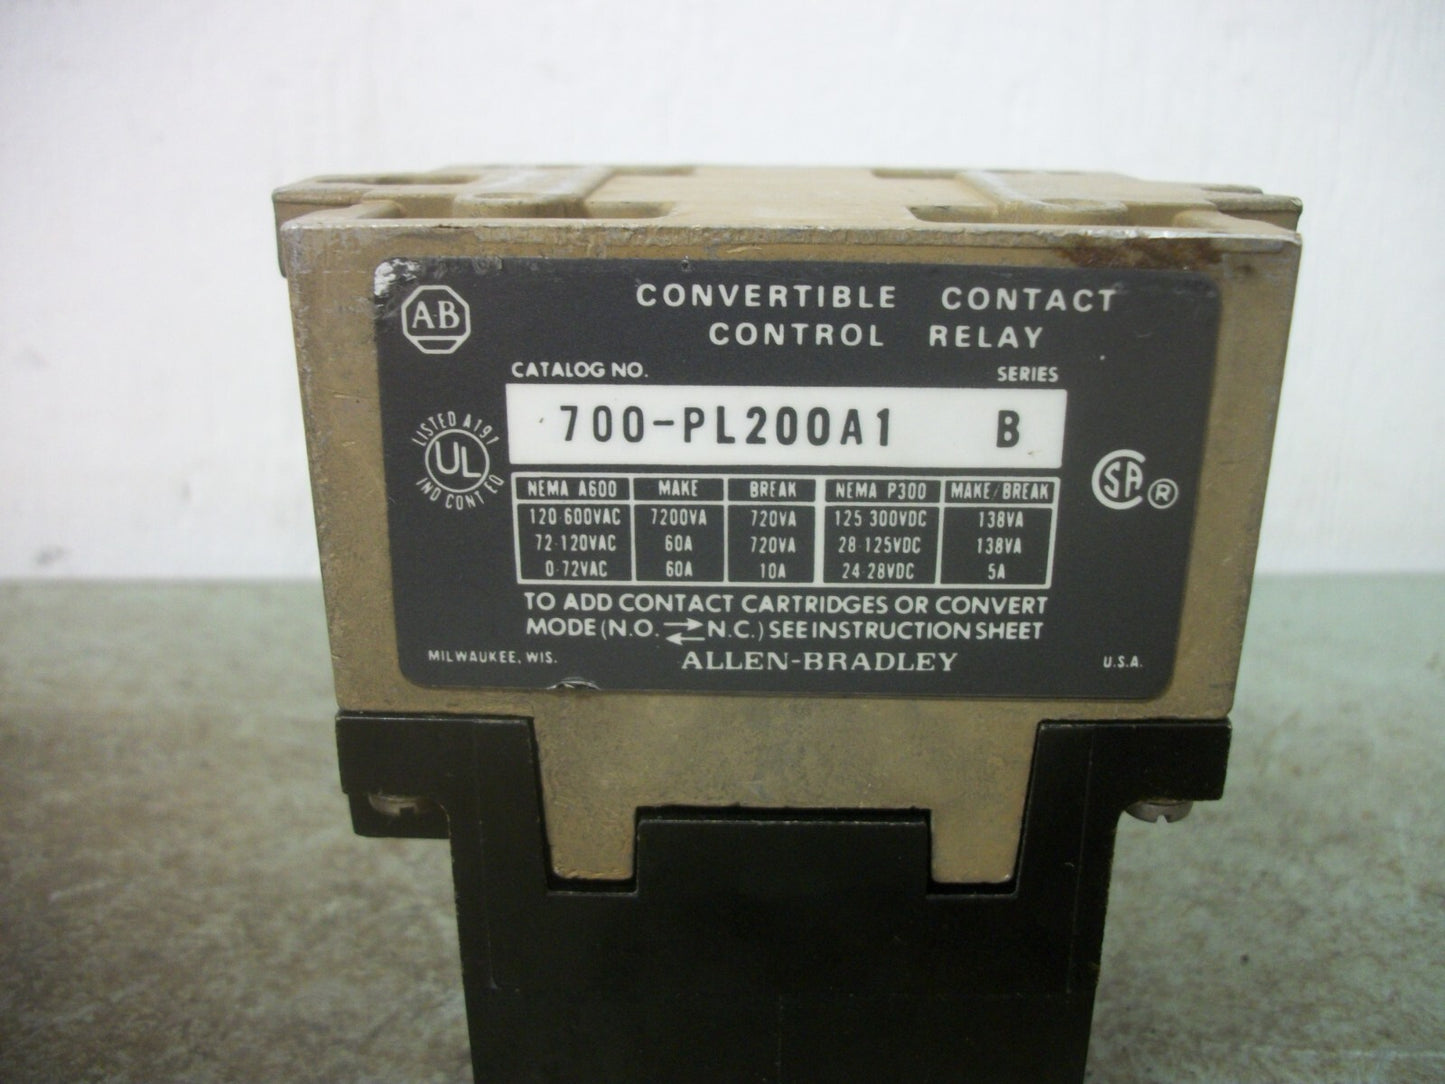 A-B
CONVERTIBLE CONTACT
CONTROL RELAY
CATALOG NO. SERIES
700-PL200A1 B
LISTED A197
UL
IND CONT EQ
SA ®
NEMA A600 MAKE BREAK NEMA P300 MAKE/BREAK
120-600VAC 7200VA 720VA 125-300VDC 138VA
72-120VAC 60A 720VA 28-125VDC 138VA
0-72VAC 60A 10A 24-28VDC 5A
TO ADD CONTACT CARTRIDGES OR CONVERT
MODE (N.O. ⇄ N.C.) SEE INSTRUCTION SHEET
MILWAUKEE, WIS. ALLEN-BRADLEY U.S.A.